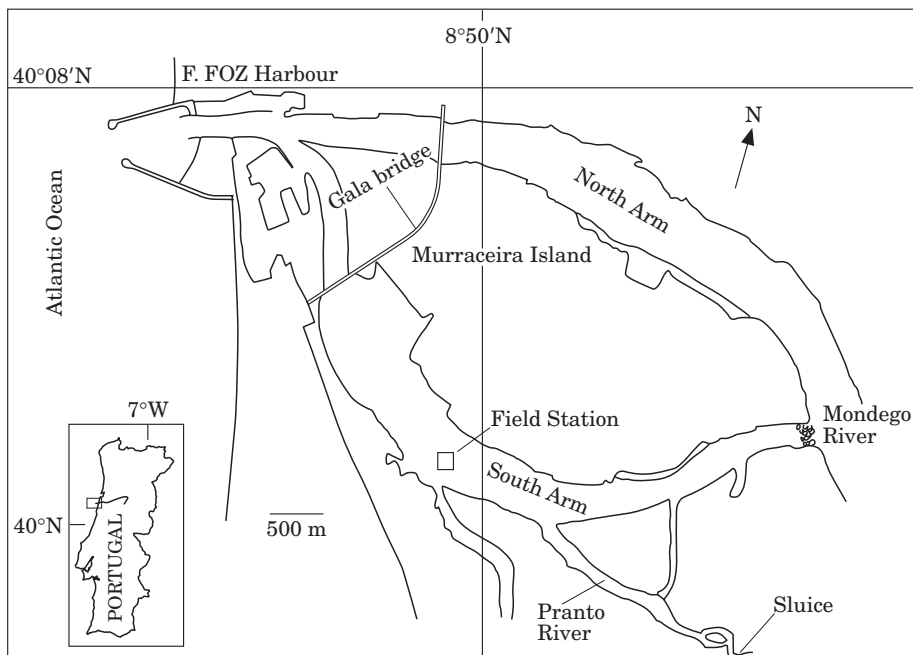 8°50′N
40°08′N
F. FOZ Harbour
N
Gala bridge
North Arm
Atlantic Ocean
Murraceira Island
7°W
Field Station
Mondego
River
South Arm
500 m
40°N
PORTUGAL
Pranto
River
Sluice